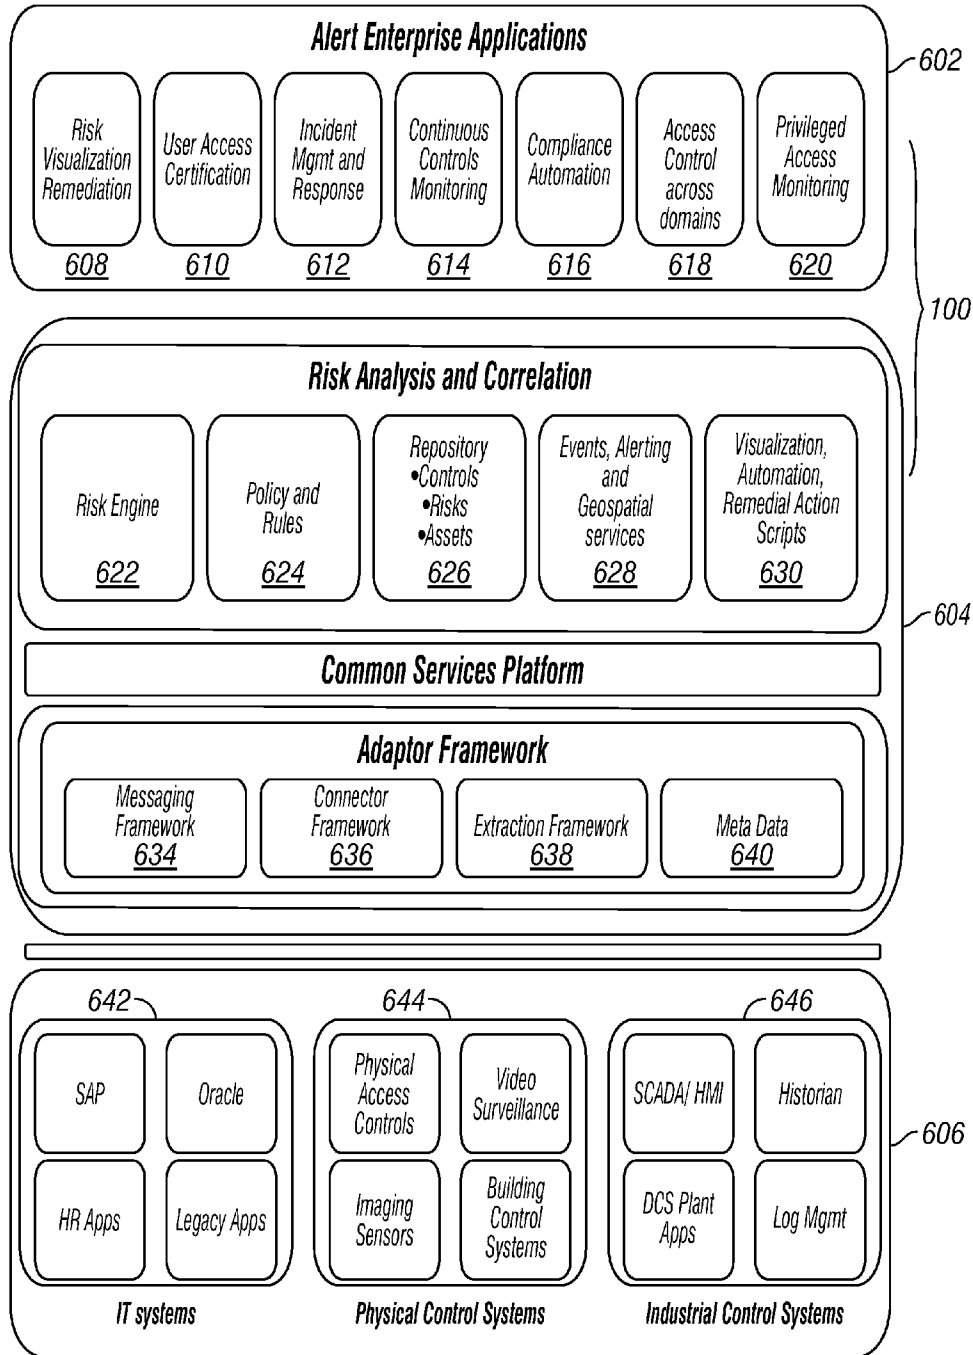 Alert Enterprise Applications
602
Risk
Visualization
Remediation
608
User Access
Certification
610
Incident
Mgmt and
Response
612
Continuous
Controls
Monitoring
614
Compliance
Automation
616
Access
Control
across
domains
618
Privileged
Access
Monitoring
620
100
Risk Analysis and Correlation
Risk Engine
622
Policy and
Rules
624
Repository
•Controls
•Risks
•Assets
626
Events, Alerting
and
Geospatial
services
628
Visualization,
Automation,
Remedial Action
Scripts
630
604
Common Services Platform
Adaptor Framework
Messaging
Framework
634
Connector
Framework
636
Extraction Framework
638
Meta Data
640
642
SAP
Oracle
HR Apps
Legacy Apps
IT systems
644
Physical
Access
Controls
Video
Surveillance
Imaging
Sensors
Building
Control
Systems
Physical Control Systems
646
SCADA/ HMI
Historian
DCS Plant
Apps
Log Mgmt
Industrial Control Systems
606